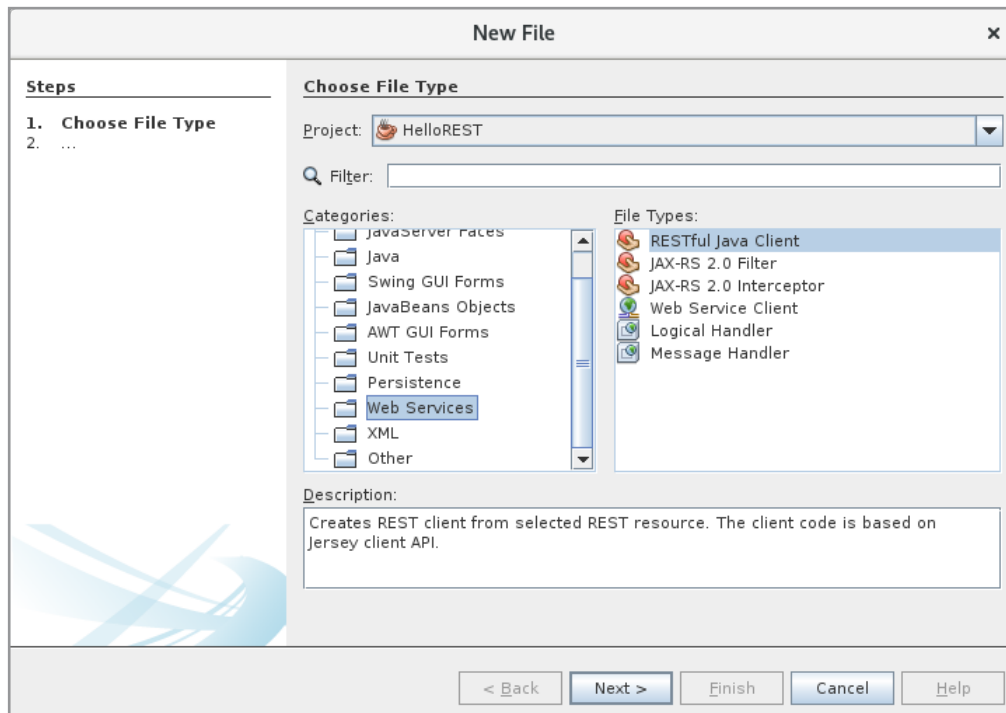 New File
Steps
1. Choose File Type
2. ...
Choose File Type
Project: HelloREST
Filter:
Categories:
JavaServer Faces
Java
Swing GUI Forms
JavaBeans Objects
AWT GUI Forms
Unit Tests
Persistence
Web Services
XML
Other
File Types:
RESTful Java Client
JAX-RS 2.0 Filter
JAX-RS 2.0 Interceptor
Web Service Client
Logical Handler
Message Handler
Description:
Creates REST client from selected REST resource. The client code is based on
Jersey client API.
< Back Next > Finish Cancel Help